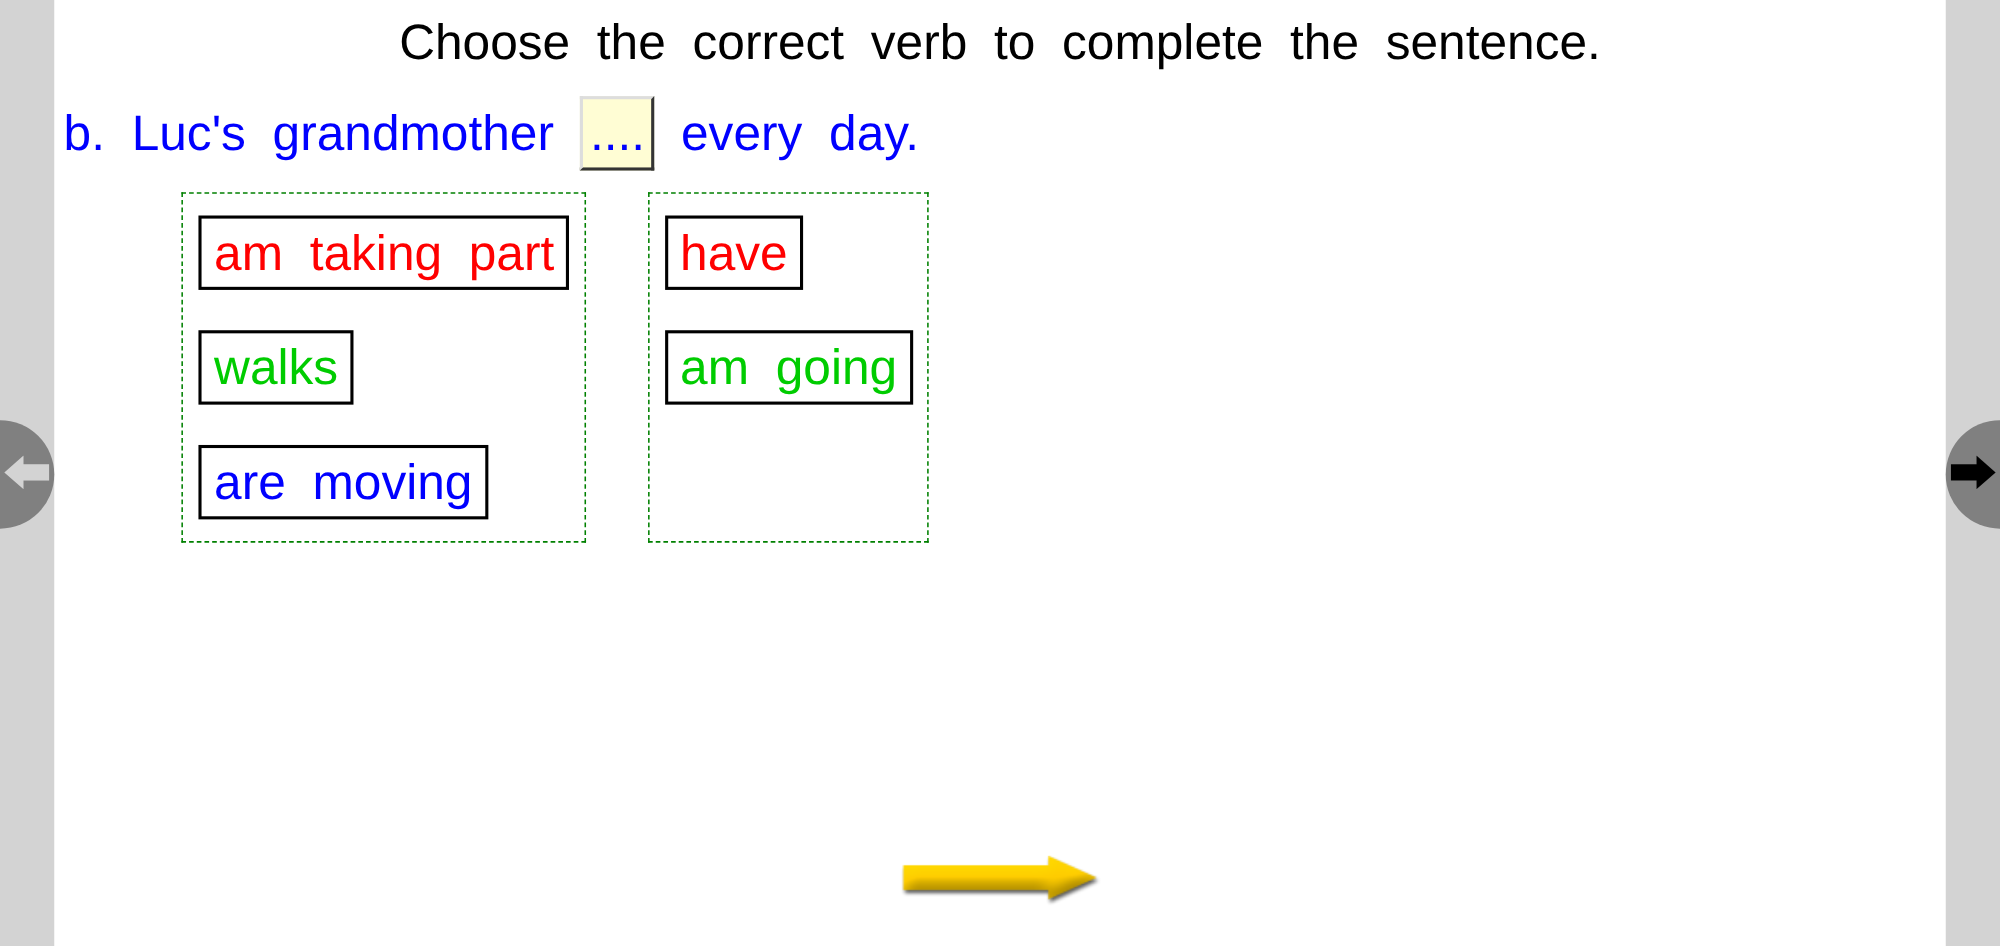 Choose the correct verb to complete the sentence.
b. Luc's grandmother .... every day.
am taking part
have
walks
am going
are moving